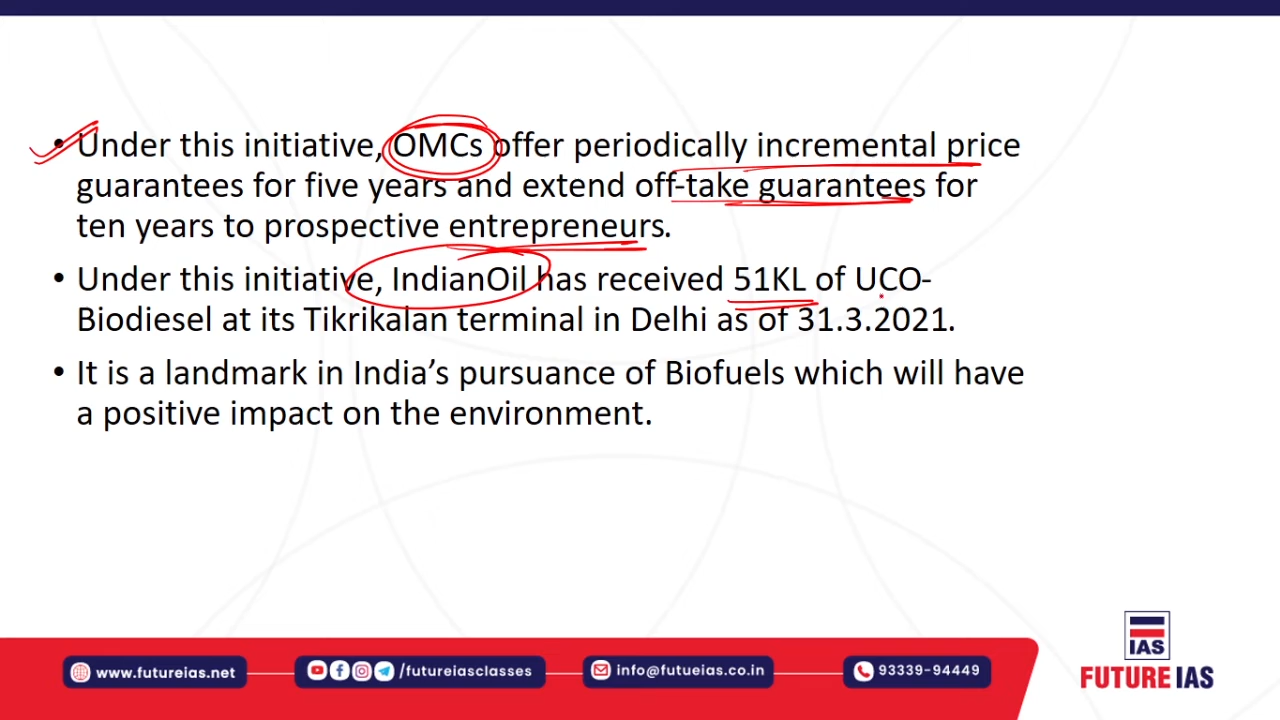 • Under this initiative, OMCs offer periodically incremental price
guarantees for five years and extend off-take guarantees for
ten years to prospective entrepreneurs.
• Under this initiative, IndianOil has received 51KL of UCO-
Biodiesel at its Tikrikalan terminal in Delhi as of 31.3.2021.
• It is a landmark in India’s pursuance of Biofuels which will have
a positive impact on the environment.
www.futureias.net
/futureiasclasses
info@futueias.co.in
93339-94449
IAS
FUTURE IAS